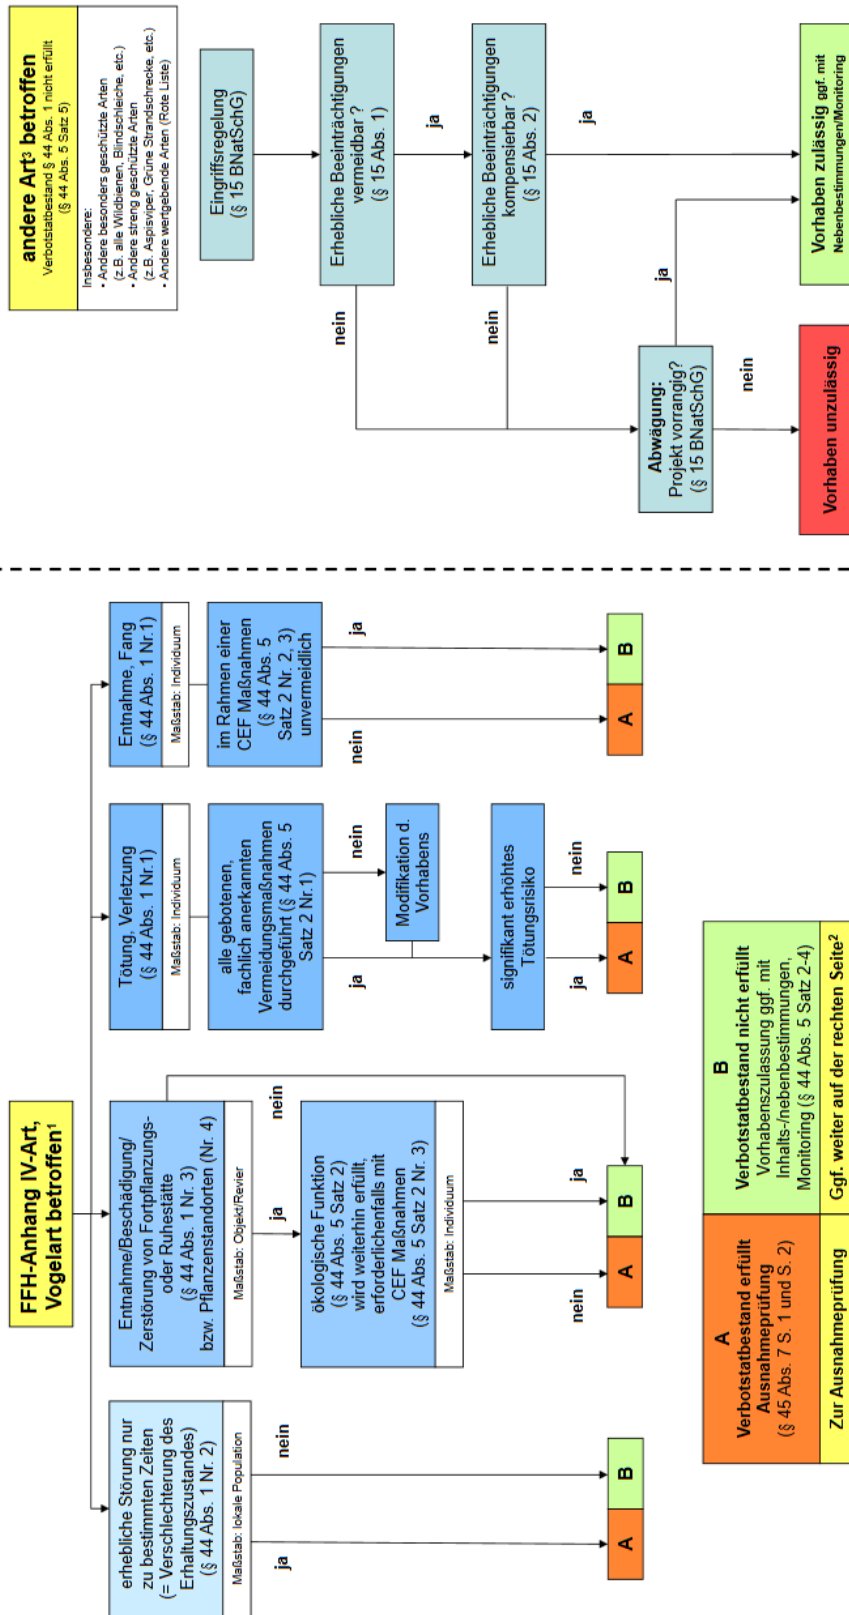 FFH-Anhang IV-Art,
Vogelart betroffen¹
erhebliche Störung nur
zu bestimmten Zeiten
(= Verschlechterung des
Erhaltungszustandes)
(§ 44 Abs. 1 Nr. 2)
Maßstab: lokale Population
ja
nein
A
B
Entnahme/Beschädigung/
Zerstörung von Fortpflanzungs-
oder Ruhestätte
(§ 44 Abs. 1 Nr. 3)
bzw. Pflanzenstandorten (Nr. 4)
Maßstab: Objekt/Revier
ja
nein
ökologische Funktion
(§ 44 Abs. 5 Satz 2)
wird weiterhin erfüllt,
erforderlichenfalls mit
CEF Maßnahmen
(§ 44 Abs. 5 Satz 2 Nr. 3)
Maßstab: Individuum
nein
ja
A
B
Tötung, Verletzung
(§ 44 Abs. 1 Nr.1)
Maßstab: Individuum
alle gebotenen,
fachlich anerkannten
Vermeidungsmaßnahmen
durchgeführt (§ 44 Abs. 5
Satz 2 Nr.1)
ja
nein
Modifikation d.
Vorhabens
signifikant erhöhtes
Tötungsrisiko
ja
nein
A
B
Entnahme, Fang
(§ 44 Abs. 1 Nr.1)
Maßstab: Individuum
im Rahmen einer
CEF Maßnahmen
(§ 44 Abs. 5
Satz 2 Nr. 2, 3)
unvermeidlich
nein
ja
A
B
A
Verbotstatbestand erfüllt
Ausnahmeprüfung
(§ 45 Abs. 7 S. 1 und S. 2)
Zur Ausnahmeprüfung
B
Verbotstatbestand nicht erfüllt
Vorhabenszulassung ggf. mit
Inhalts-/nebenbestimmungen,
Monitoring (§ 44 Abs. 5 Satz 2-4)
Ggf. weiter auf der rechten Seite²
andere Art³ betroffen
Verbotstatbestand § 44 Abs. 1 nicht erfüllt
(§ 44 Abs. 5 Satz 5)
Insbesondere:
• Andere besonders geschützte Arten
(z.B. alle Wildbienen, Blindschleiche, etc.)
• Andere streng geschützte Arten
(z.B. Aspisviper, Grüne Strandschrecke, etc.)
• Andere wertgebende Arten (Rote Liste)
Eingriffsregelung
(§ 15 BNatSchG)
Erhebliche Beeinträchtigungen
vermeidbar ?
(§ 15 Abs. 1)
nein
ja
Erhebliche Beeinträchtigungen
kompensierbar ?
(§ 15 Abs. 2)
nein
ja
Abwägung:
Projekt vorrangig?
(§ 15 BNatSchG)
nein
ja
Vorhaben unzulässig
Vorhaben zulässig ggf. mit
Nebenbestimmungen/Monitoring